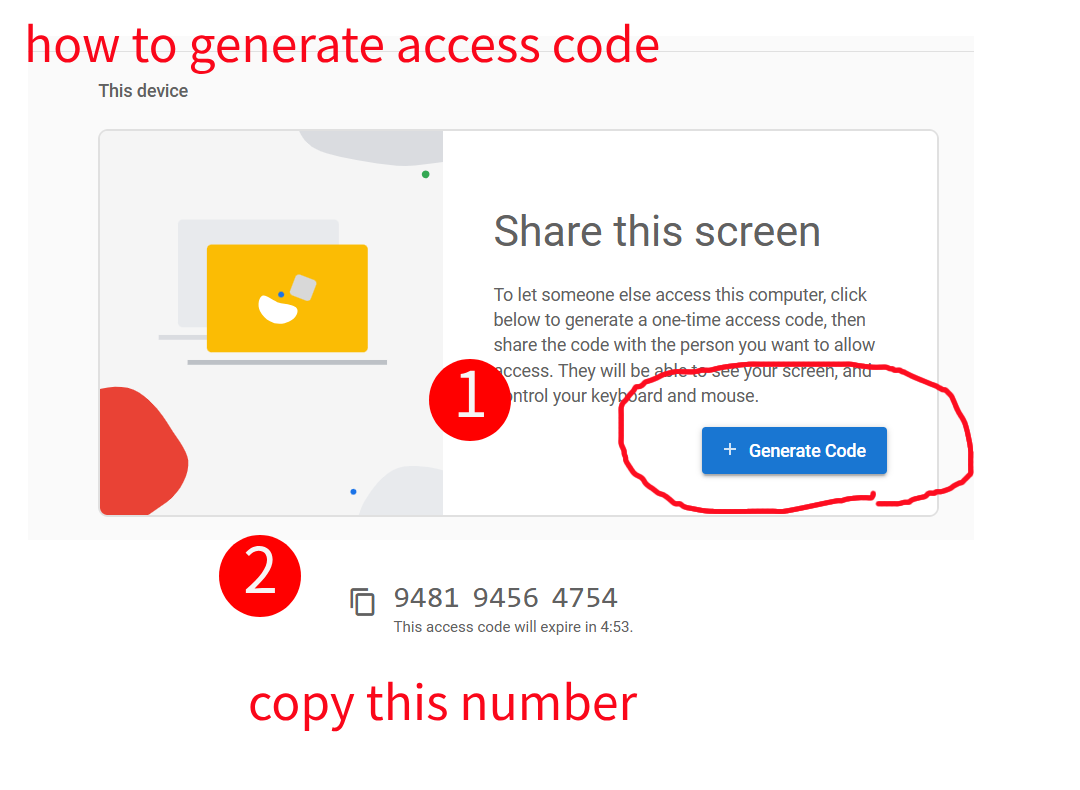 how to generate access code
This device
Share this screen
To let someone else access this computer, click
below to generate a one-time access code, then
share the code with the person you want to allow
access. They will be able to see your screen, and
control your keyboard and mouse.
1
+ Generate Code
2
9481 9456 4754
This access code will expire in 4:53.
copy this number